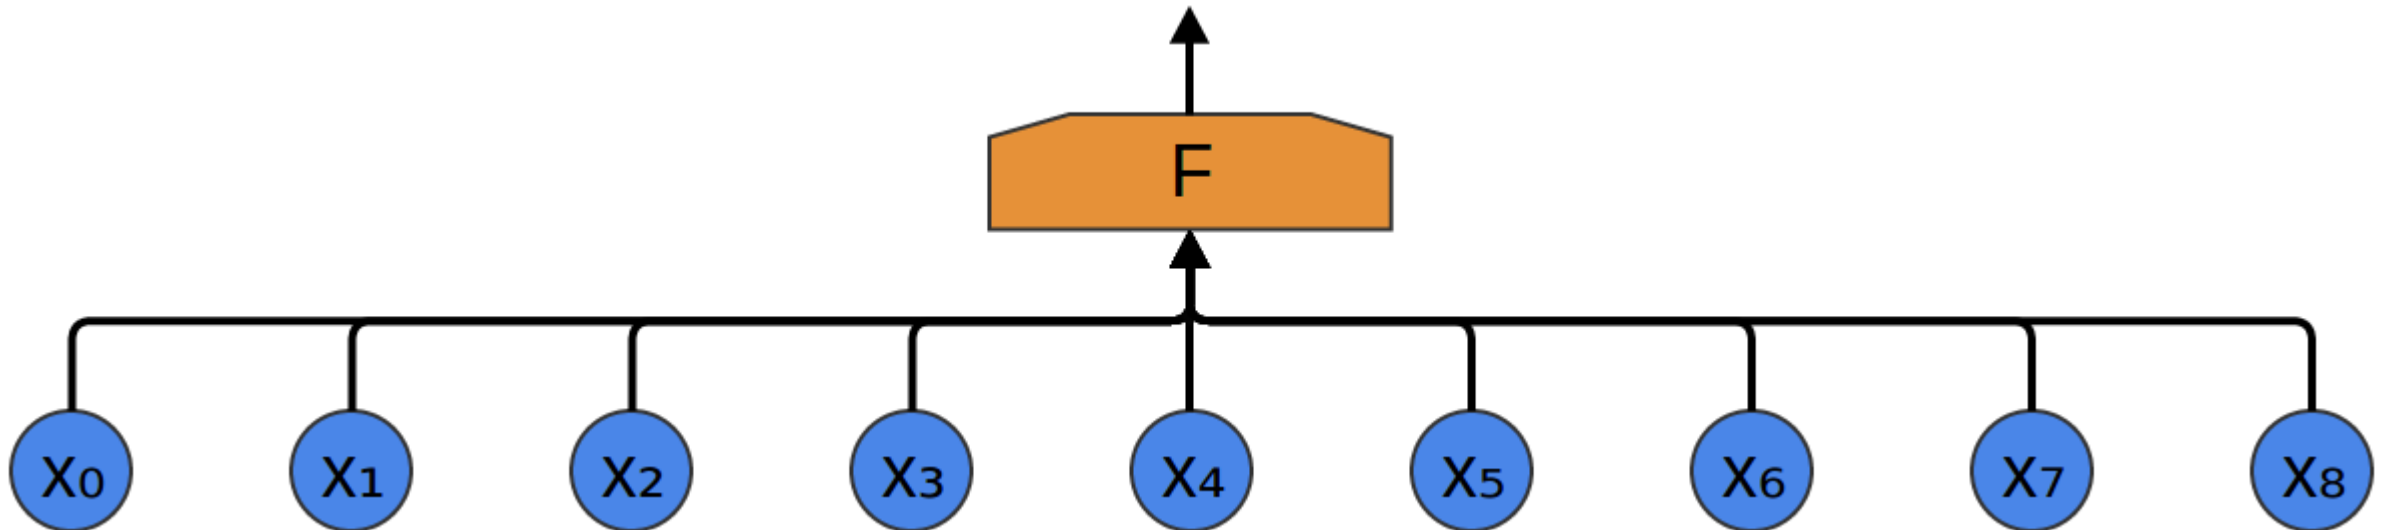 F
X₀ X₁ X₂ X₃ X₄ X₅ X₆ X₇ X₈